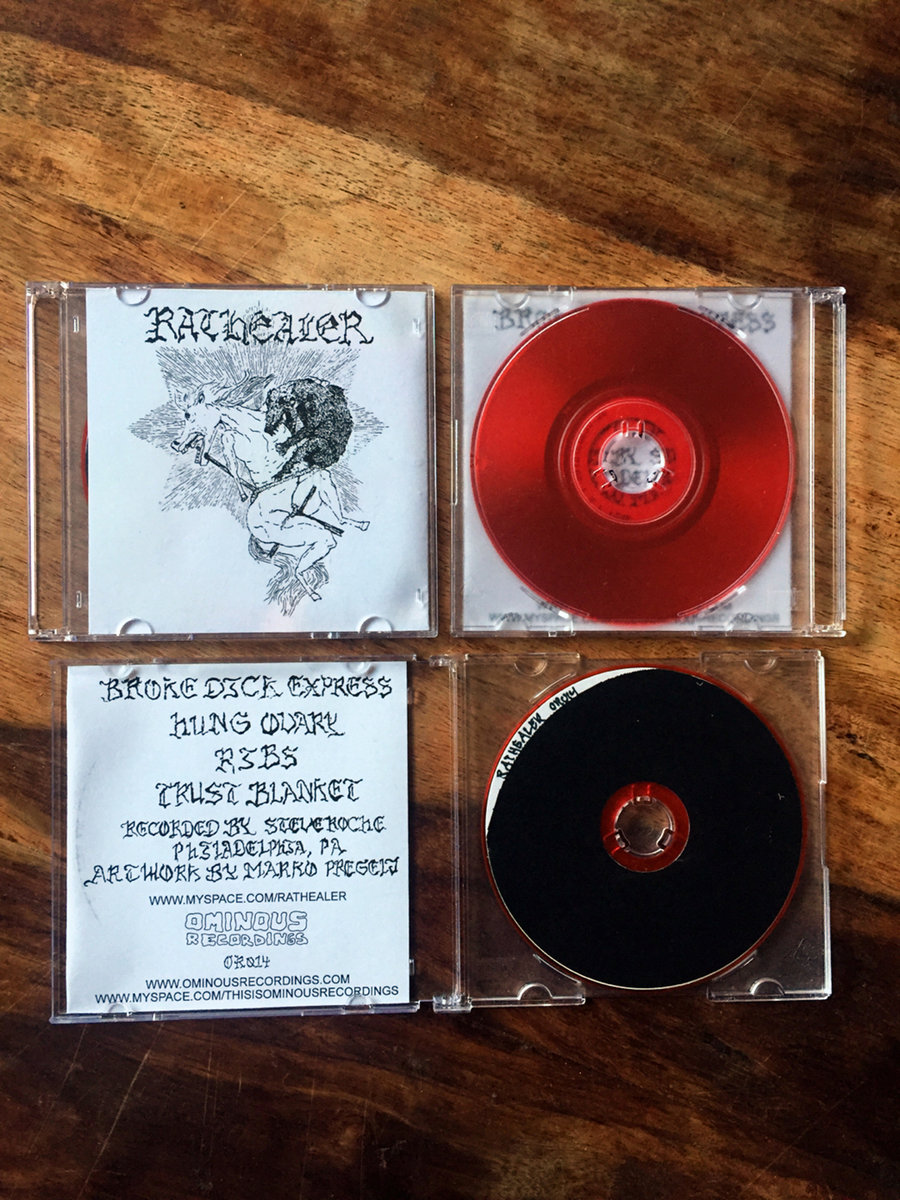 RATHEALER
BROKE DICK EXPRESS
HUNG OVARY
RIBS
TRUST BLANKET
RECORDED BY STEVE ROCHE
PHILADELPHIA, PA
ARTWORK BY MARKO PREGELJ
WWW.MYSPACE.COM/RATHEALER
OMINOUS
RECORDINGS
OR014
WWW.OMINOUSRECORDINGS.COM
WWW.MYSPACE.COM/THISISOMINOUSRECORDINGS
RATHEALER OR014